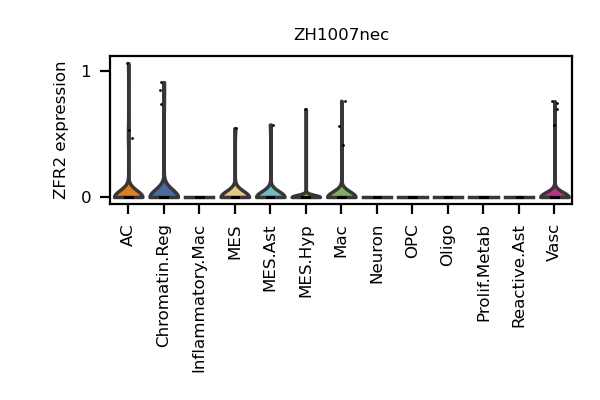 ZH1007nec
ZFR2 expression
1
0
AC
Chromatin.Reg
Inflammatory.Mac
MES
MES.Ast
MES.Hyp
Mac
Neuron
OPC
Oligo
Prolif.Metab
Reactive.Ast
Vasc